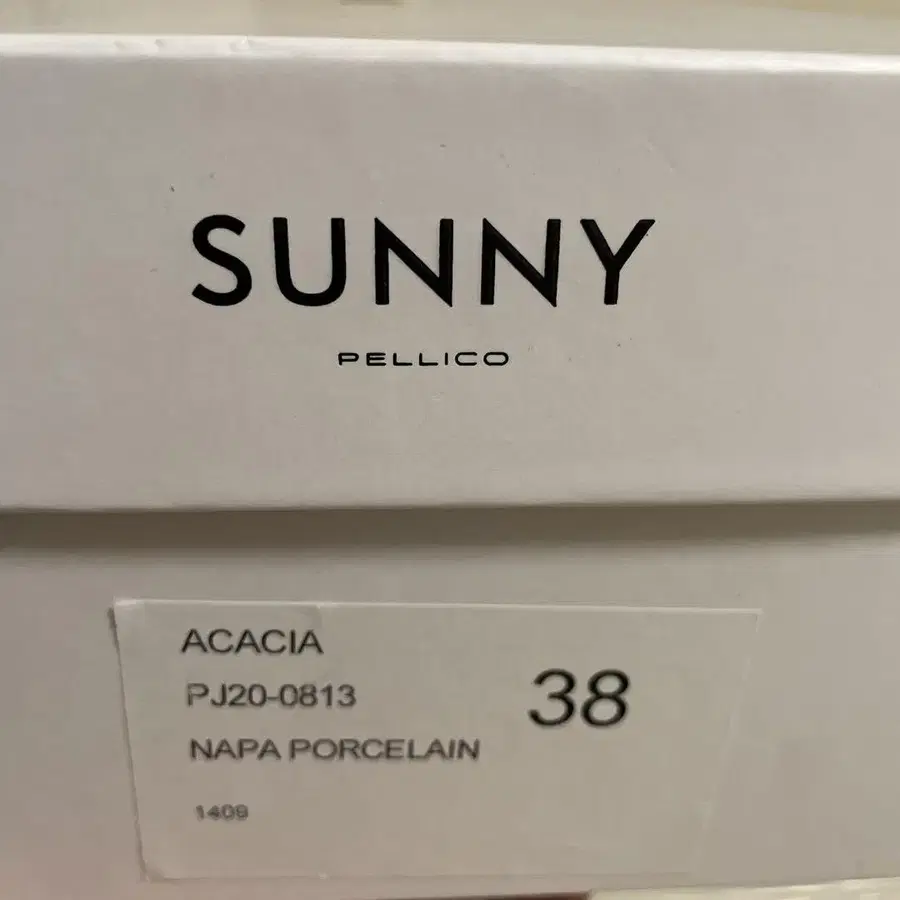 SUNNY
PELLICO
ACACIA
PJ20-0813
38
NAPA PORCELAIN
1409